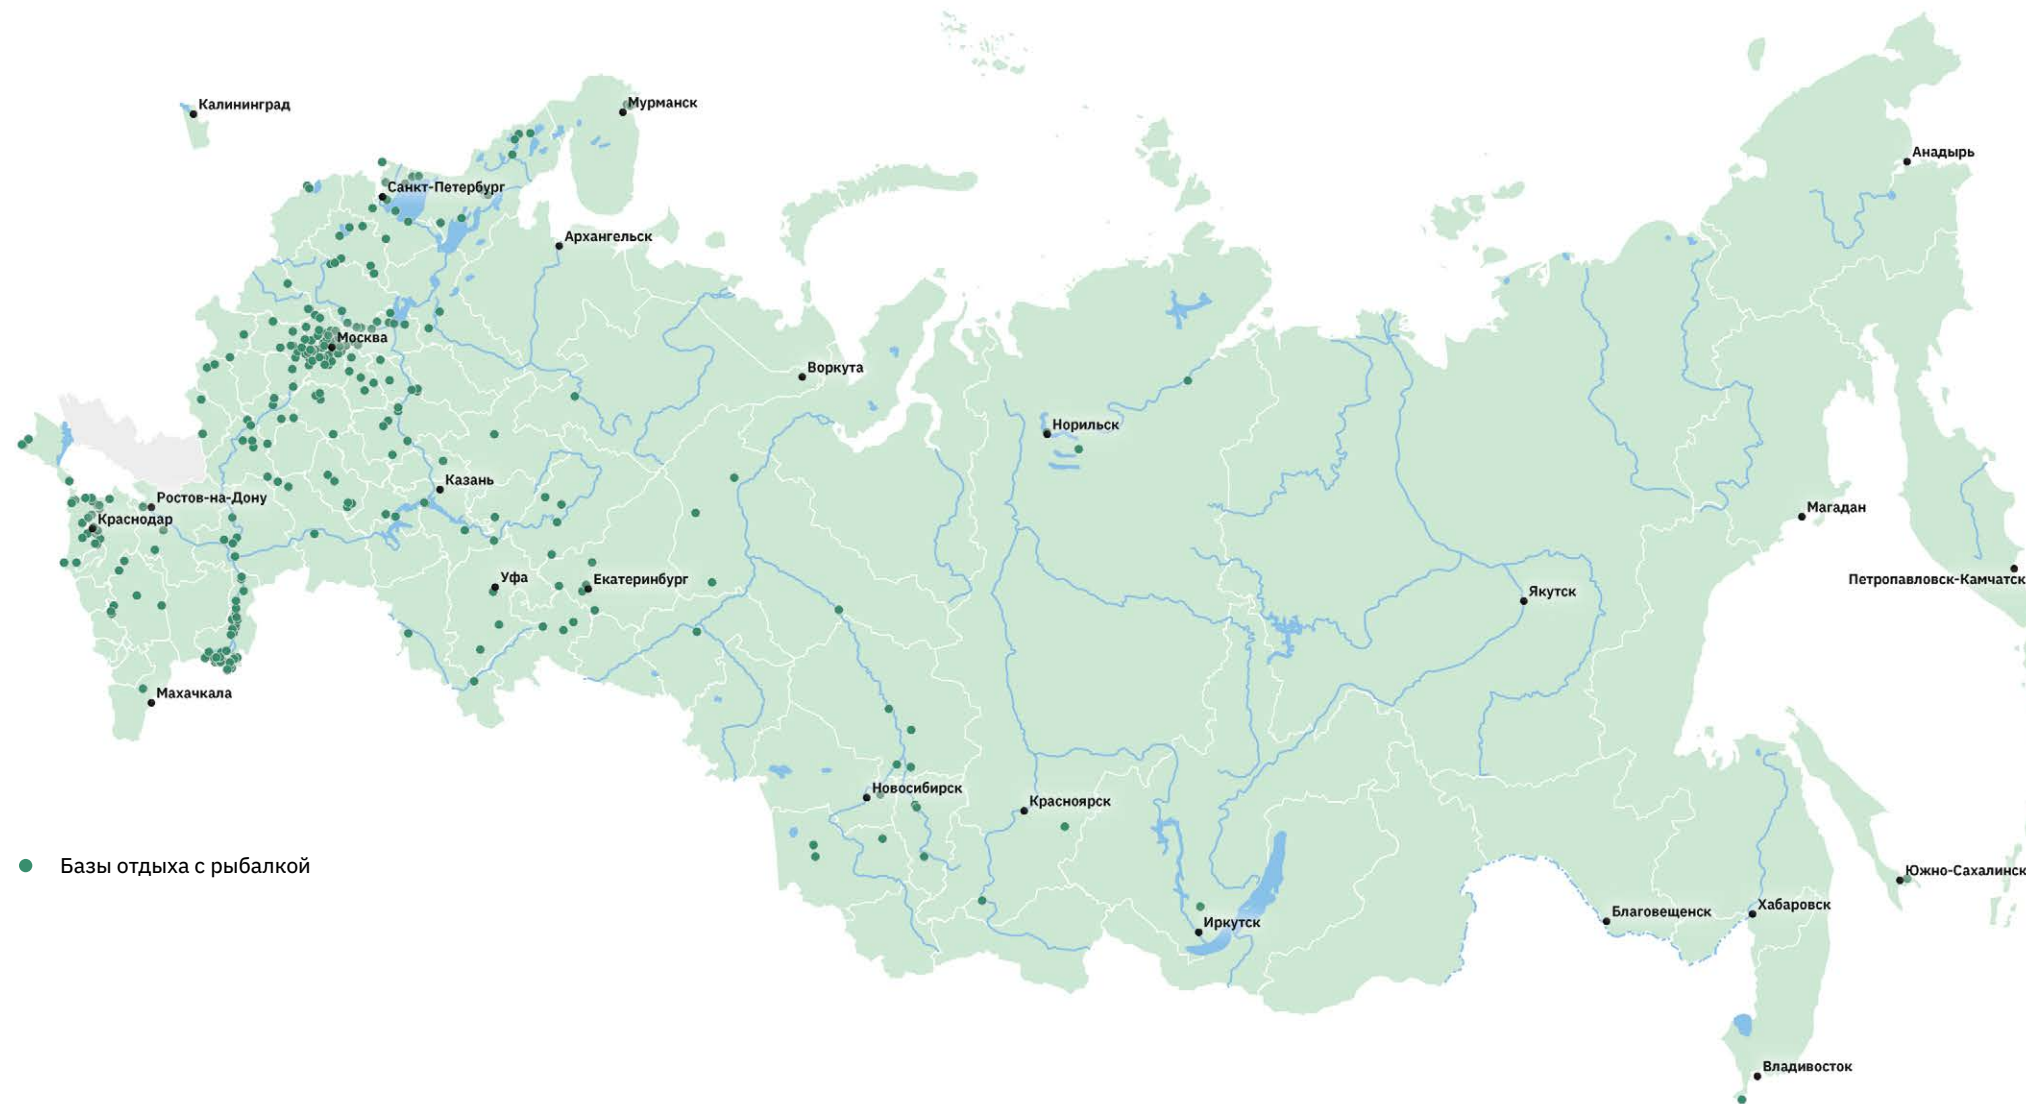 Калининград
Мурманск
Анадырь
Санкт-Петербург
Архангельск
Москва
Воркута
Норильск
Казань
Ростов-на-Дону
Магадан
Краснодар
Петропавловск-Камчатск
Уфа
Екатеринбург
Якутск
Махачкала
Новосибирск
Красноярск
Базы отдыха с рыбалкой
Южно-Сахалинск
Хабаровск
Благовещенск
Иркутск
Владивосток